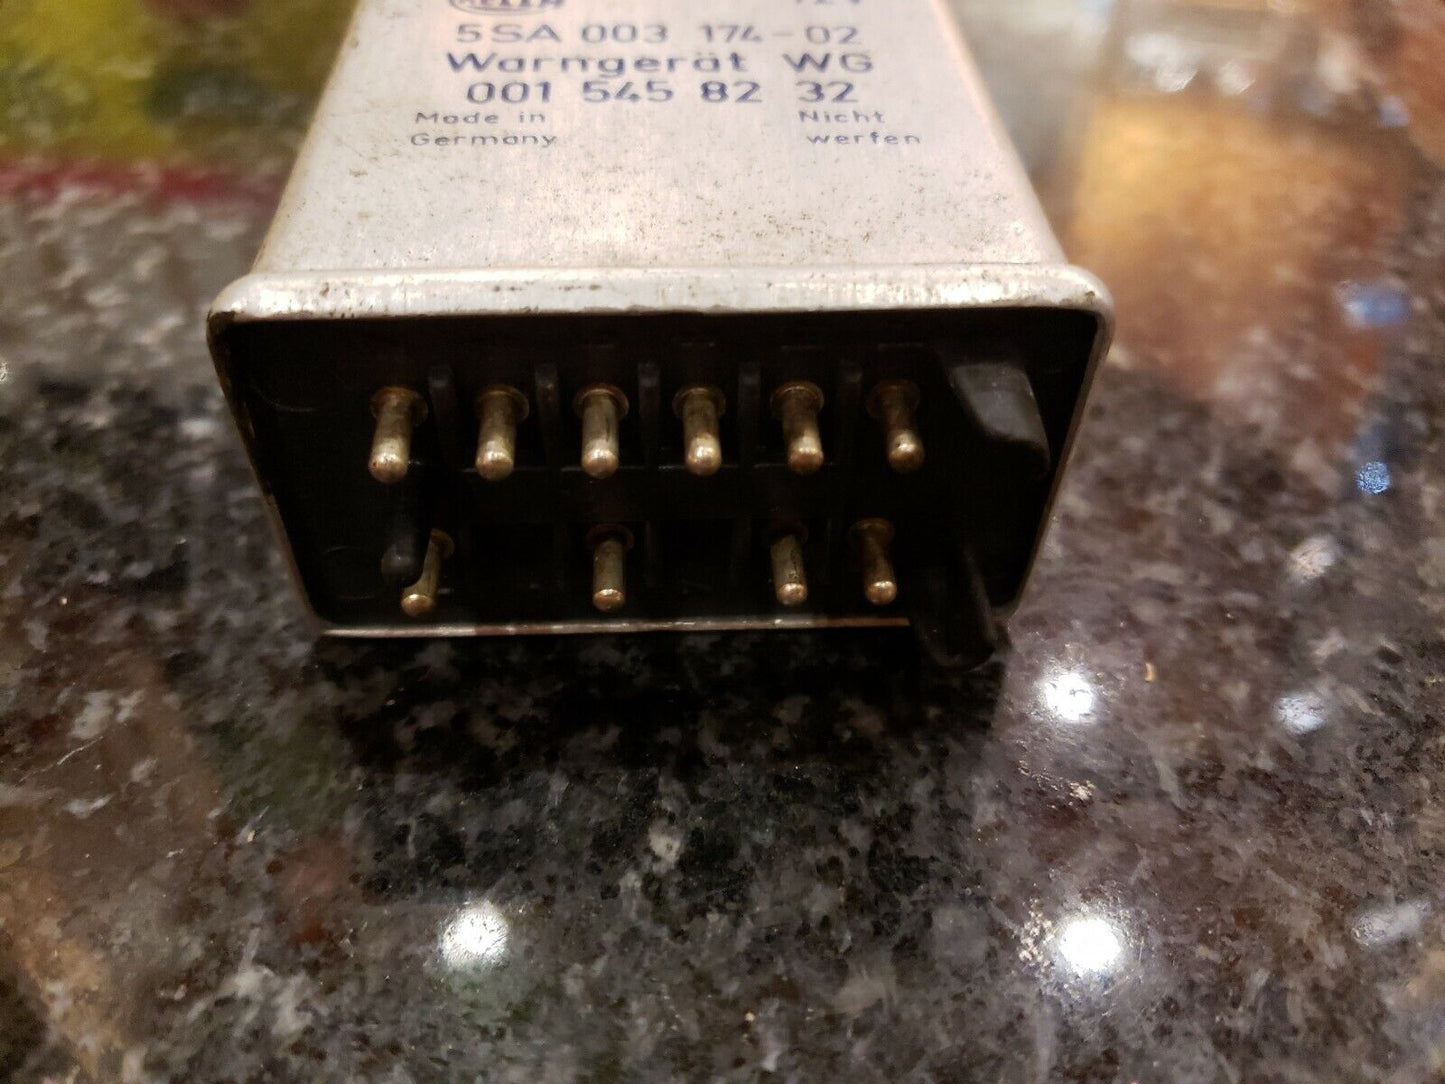 5SA 003 174-02
Warngerät WG
001 545 82 32
Made in Nicht
Germany werfen